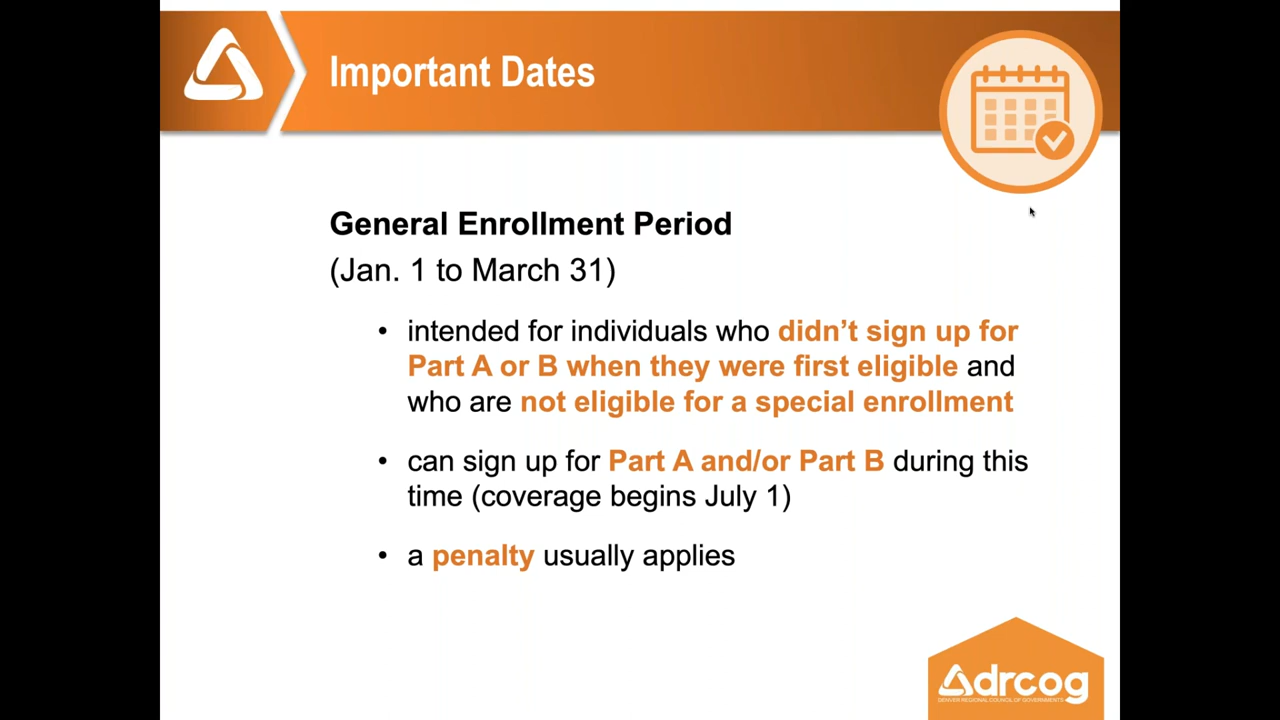 Important Dates
General Enrollment Period
(Jan. 1 to March 31)
• intended for individuals who didn’t sign up for
Part A or B when they were first eligible and
who are not eligible for a special enrollment
• can sign up for Part A and/or Part B during this
time (coverage begins July 1)
• a penalty usually applies
drcog
DENVER REGIONAL COUNCIL OF GOVERNMENTS